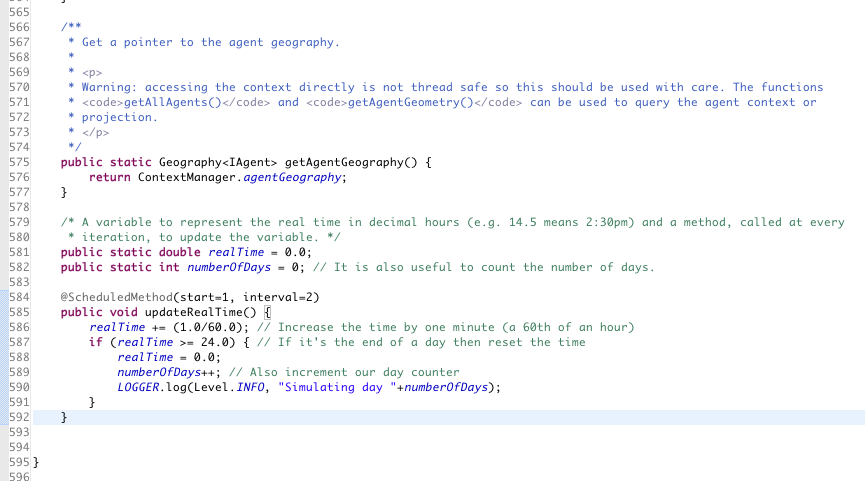 565
566 /**
567 * Get a pointer to the agent geography.
568 *
569 * <p>
570 * Warning: accessing the context directly is not thread safe so this should be used with care. The functions
571 * <code>getAllAgents()</code> and <code>getAgentGeometry()</code> can be used to query the agent context or
572 * projection.
573 * </p>
574 */
575 public static Geography<IAgent> getAgentGeography() {
576 return ContextManager.agentGeography;
577 }
578
579 /* A variable to represent the real time in decimal hours (e.g. 14.5 means 2:30pm) and a method, called at every
580 * iteration, to update the variable. */
581 public static double realTime = 0.0;
582 public static int numberOfDays = 0; // It is also useful to count the number of days.
583
584 @ScheduledMethod(start=1, interval=2)
585 public void updateRealTime() {
586 realTime += (1.0/60.0); // Increase the time by one minute (a 60th of an hour)
587 if (realTime >= 24.0) { // If it's the end of a day then reset the time
588 realTime = 0.0;
589 numberOfDays++; // Also increment our day counter
590 LOGGER.log(Level.INFO, "Simulating day "+numberOfDays);
591 }
592 }
593
594
595 }
596